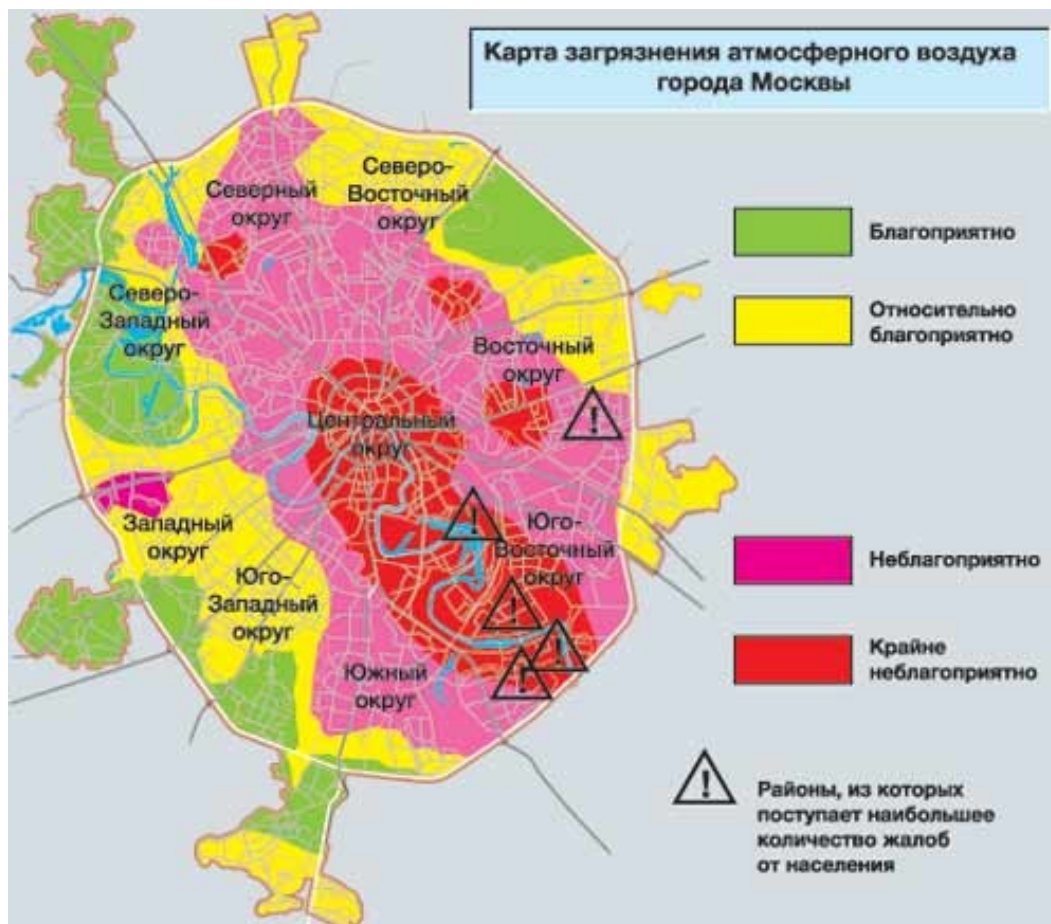 Карта загрязнения атмосферного воздуха
города Москвы
Северо-
Восточный
округ
Северный
округ
Благоприятно
Северо-
Западный
округ
Относительно
благоприятно
Восточный
округ
!
Центральный
округ
Западный
округ
!
Юго-
Восточный
округ
Неблагоприятно
Юго-
Западный
округ
!
!
!
Южный
округ
Крайне
неблагоприятно
!
Районы, из которых
поступает наибольшее
количество жалоб
от населения